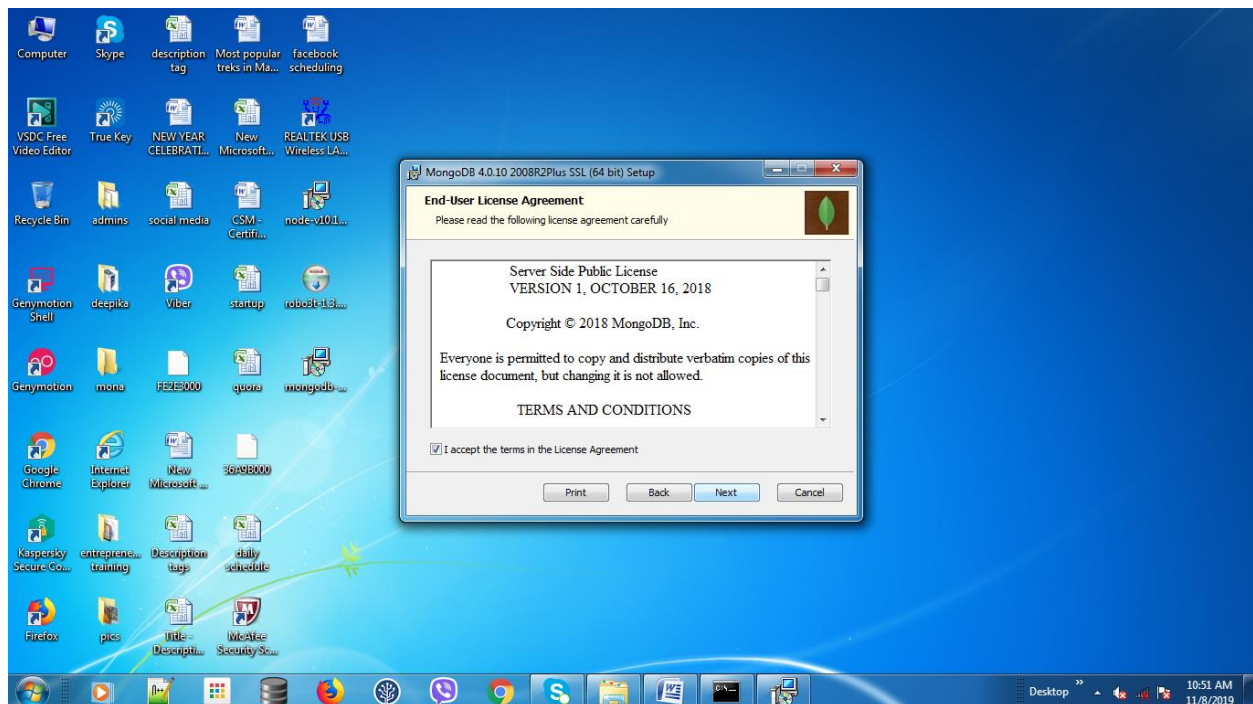 Computer
Skype
description
tag
Most popular
treks in Ma...
facebook
scheduling
VSDC Free
Video Editor
True Key
NEW YEAR
CELEBRATI...
New
Microsoft...
REALTEK USB
Wireless LA...
Recycle Bin
admins
social media
CSM -
Certifi...
node-v10.1...
Genymotion
Shell
deepika
Viber
startup
robo3t-1.3....
Genymotion
mona
FE2E3000
quora
mongodb-...
Google
Chrome
Internet
Explorer
New
Microsoft ...
36A9B000
Kaspersky
Secure Co...
entreprene...
training
Description
tags
daily
schedule
Firefox
pics
Title -
Descripti...
McAfee
Security Sc...
MongoDB 4.0.10 2008R2Plus SSL (64 bit) Setup
End-User License Agreement
Please read the following license agreement carefully
Server Side Public License
VERSION 1, OCTOBER 16, 2018
Copyright © 2018 MongoDB, Inc.
Everyone is permitted to copy and distribute verbatim copies of this
license document, but changing it is not allowed.
TERMS AND CONDITIONS
I accept the terms in the License Agreement
Print Back Next Cancel
Desktop
10:51 AM
11/8/2019